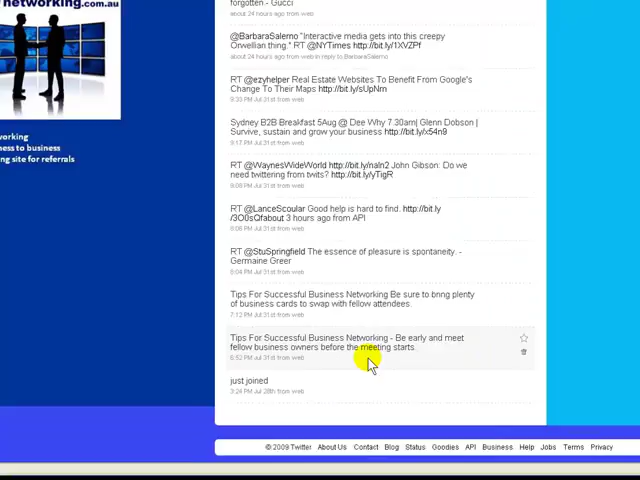 networking.com.au
working
ness to business
ng site for referrals
forgotten - Gucci
about 24 hours ago from web
@BarbaraSalerno "Interactive media gets into this creepy
Orwellian thing." RT @NYTimes http://bit.ly/1XVZPf
about 24 hours ago from web in reply to BarbaraSalerno
RT @ezyhelper Real Estate Websites To Benefit From Google's
Change To Their Maps http://bit.ly/sUpNm
9:33 PM Jul 31st from web
Sydney B2B Breakfast 5Aug @ Dee Why 7.30am| Glenn Dobson |
Survive, sustain and grow your business http://bit.ly/x54n9
9:17 PM Jul 31st from web
RT @WaynesWideWorld http://bit.ly/naln2 John Gibson: Do we
need twittering from twits? http://bit.ly/yTigR
9:08 PM Jul 31st from web
RT @LanceScoular Good help is hard to find. http://bit.ly
/3O0sQfabout 3 hours ago from API
8:08 PM Jul 31st from web
RT @StuSpringfield The essence of pleasure is spontaneity. -
Germaine Greer
8:04 PM Jul 31st from web
Tips For Successful Business Networking Be sure to bring plenty
of business cards to swap with fellow attendees.
7:12 PM Jul 31st from web
Tips For Successful Business Networking - Be early and meet
fellow business owners before the meeting starts.
6:52 PM Jul 31st from web
just joined
3:24 PM Jul 28th from web
© 2009 Twitter About Us Contact Blog Status Goodies API Business Help Jobs Terms Privacy